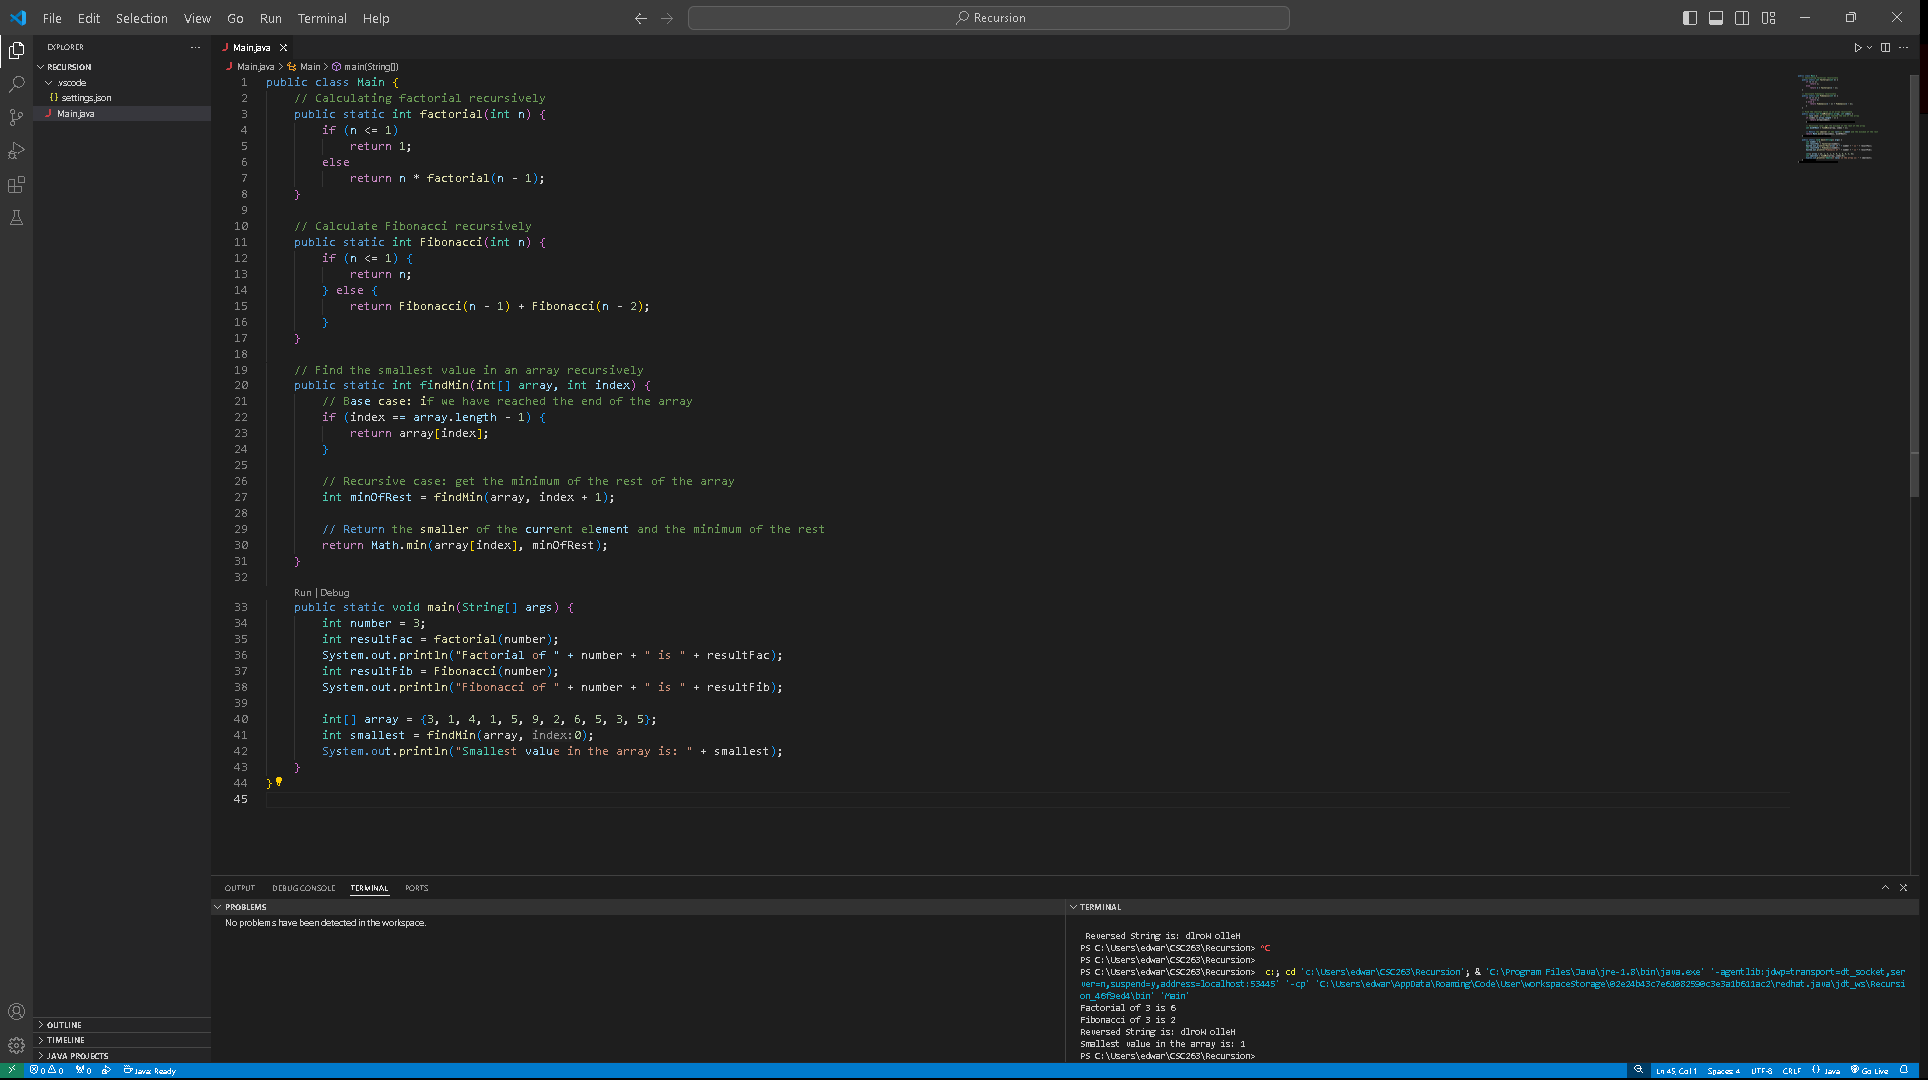 File Edit Selection View Go Run Terminal Help
Recursion
EXPLORER
RECURSION
.vscode
{} settings.json
Main.java
OUTLINE
TIMELINE
JAVA PROJECTS
Main.java
Main.java > Main > main(String[])
1 public class Main {
2 // Calculating factorial recursively
3 public static int factorial(int n) {
4 if (n <= 1)
5 return 1;
6 else
7 return n * factorial(n - 1);
8 }
9
10 // Calculate Fibonacci recursively
11 public static int Fibonacci(int n) {
12 if (n <= 1) {
13 return n;
14 } else {
15 return Fibonacci(n - 1) + Fibonacci(n - 2);
16 }
17 }
18
19 // Find the smallest value in an array recursively
20 public static int findMin(int[] array, int index) {
21 // Base case: if we have reached the end of the array
22 if (index == array.length - 1) {
23 return array[index];
24 }
25
26 // Recursive case: get the minimum of the rest of the array
27 int minOfRest = findMin(array, index + 1);
28
29 // Return the smaller of the current element and the minimum of the rest
30 return Math.min(array[index], minOfRest);
31 }
32
Run | Debug
33 public static void main(String[] args) {
34 int number = 3;
35 int resultFac = factorial(number);
36 System.out.println("Factorial of " + number + " is " + resultFac);
37 int resultFib = Fibonacci(number);
38 System.out.println("Fibonacci of " + number + " is " + resultFib);
39
40 int[] array = {3, 1, 4, 1, 5, 9, 2, 6, 5, 3, 5};
41 int smallest = findMin(array, index:0);
42 System.out.println("Smallest value in the array is: " + smallest);
43 }
44 }
45
OUTPUT DEBUG CONSOLE TERMINAL PORTS
PROBLEMS
No problems have been detected in the workspace.
TERMINAL
Reversed String is: dlroW olleH
PS C:\Users\edwar\CSC263\Recursion> ^C
PS C:\Users\edwar\CSC263\Recursion>
PS C:\Users\edwar\CSC263\Recursion> c:; cd 'c:\Users\edwar\CSC263\Recursion'; & 'C:\Program Files\Java\jre-1.8\bin\java.exe' '-agentlib:jdwp=transport=dt_socket,ser
ver=n,suspend=y,address=localhost:53445' '-cp' 'C:\Users\edwar\AppData\Roaming\Code\User\workspaceStorage\02e24b43c7e61082590c3e3a1b611ac2\redhat.java\jdt_ws\Recursi
on_46f9ed4\bin' 'Main'
Factorial of 3 is 6
Fibonacci of 3 is 2
Reversed String is: dlroW olleH
Smallest value in the array is: 1
PS C:\Users\edwar\CSC263\Recursion>
0 0 0 Java: Ready
Ln 45, Col 1 Spaces: 4 UTF-8 CRLF {} Java Go Live